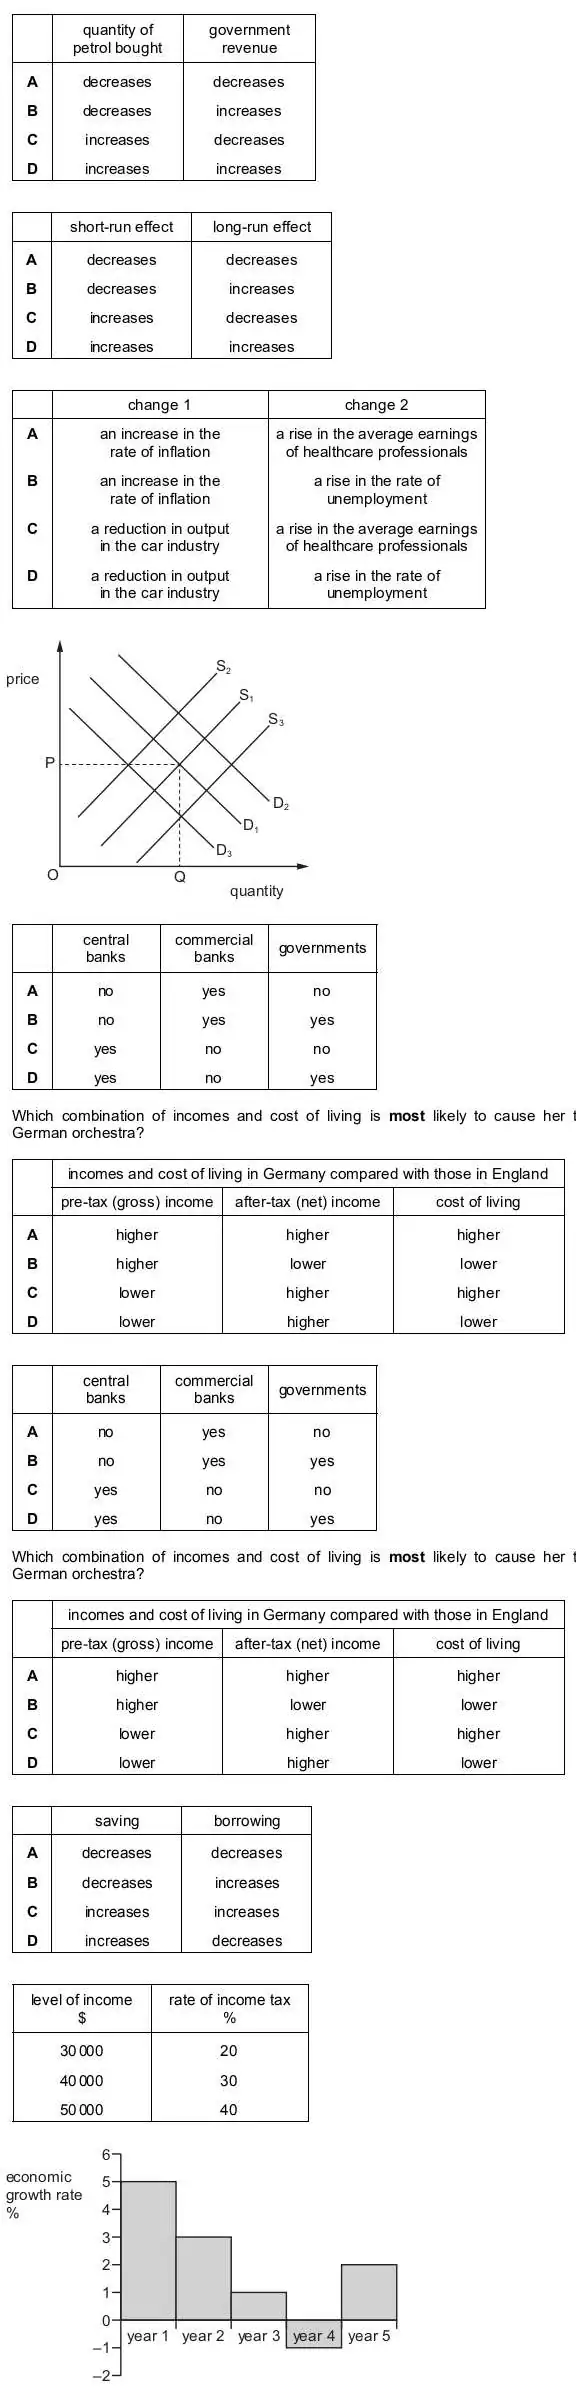 quantity of petrol bought government revenue
A decreases decreases
B decreases increases
C increases decreases
D increases increases
short-run effect long-run effect
A decreases decreases
B decreases increases
C increases decreases
D increases increases
change 1 change 2
A an increase in the rate of inflation a rise in the average earnings of healthcare professionals
B an increase in the rate of inflation a rise in the rate of unemployment
C a reduction in output in the car industry a rise in the average earnings of healthcare professionals
D a reduction in output in the car industry a rise in the rate of unemployment
price
S2
S1
S3
P
D2
D1
D3
O
Q
quantity
central banks commercial banks governments
A no yes no
B no yes yes
C yes no no
D yes no yes
Which combination of incomes and cost of living is most likely to cause her t
German orchestra?
incomes and cost of living in Germany compared with those in England
pre-tax (gross) income after-tax (net) income cost of living
A higher higher higher
B higher lower lower
C lower higher higher
D lower higher lower
central banks commercial banks governments
A no yes no
B no yes yes
C yes no no
D yes no yes
Which combination of incomes and cost of living is most likely to cause her t
German orchestra?
incomes and cost of living in Germany compared with those in England
pre-tax (gross) income after-tax (net) income cost of living
A higher higher higher
B higher lower lower
C lower higher higher
D lower higher lower
saving borrowing
A decreases decreases
B decreases increases
C increases increases
D increases decreases
level of income $ rate of income tax %
30 000 20
40 000 30
50 000 40
economic growth rate %
6
5
4
3
2
1
0
–1
–2
year 1 year 2 year 3 year 4 year 5